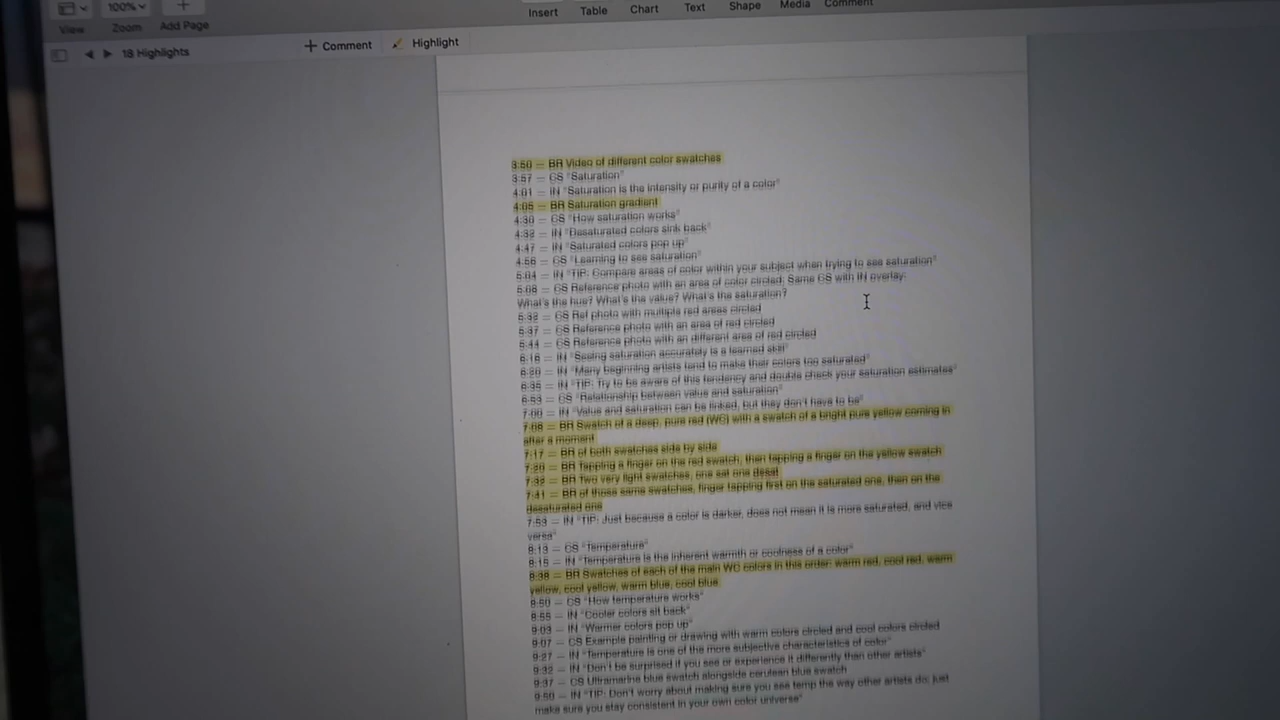 100%
View
Zoom
Add Page
Insert
Table
Chart
Text
Shape
Media
Comment
18 Highlights
+ Comment
Highlight
3:50 – BR Video of different color swatches
3:57 – CS "Saturation"
4:01 – IN "Saturation is the intensity or purity of a color"
4:05 – BR Saturation gradient
4:30 – CS "How saturation works"
4:32 – IN "Desaturated colors sink back"
4:47 – IN "Saturated colors pop up"
4:56 – CS "Learning to see saturation"
5:04 – IN "TIP: Compare areas of color within your subject when trying to see saturation"
5:08 – CS Reference photo with an area of color circled; Same CS with IN overlay:
What's the hue? What's the value? What's the saturation?
5:32 – CS Ref photo with multiple red areas circled
5:37 – CS Reference photo with an area of red circled
5:44 – CS Reference photo with a different area of red circled
6:16 – IN "Seeing saturation accurately is a learned skill"
6:20 – IN "Many beginning artists tend to make their colors too saturated"
6:35 – IN "TIP: Try to be aware of this tendency and double check your saturation estimates"
6:53 – CS "Relationship between value and saturation"
7:00 – IN "Value and saturation can be linked, but they don't have to be"
7:08 – BR Swatch of a deep, pure red (WC) with a swatch of a bright pure yellow coming in
after a moment
7:17 – BR of both swatches side by side
7:20 – BR Tapping a finger on the red swatch, then tapping a finger on the yellow swatch
7:32 – BR Two very light swatches, one sat one desat
7:41 – BR of those same swatches, finger tapping first on the saturated one, then on the
desaturated one
7:53 – IN "TIP: Just because a color is darker, does not mean it is more saturated, and vice
versa"
8:13 – CS "Temperature"
8:15 – IN "Temperature is the inherent warmth or coolness of a color"
8:38 – BR Swatches of each of the main WC colors in this order: warm red, cool red, warm
yellow, cool yellow, warm blue, cool blue
8:50 – CS "How temperature works"
8:55 – IN "Cooler colors sit back"
9:03 – IN "Warmer colors pop up"
9:07 – CS Example painting or drawing with warm colors circled and cool colors circled
9:27 – IN "Temperature is one of the more subjective characteristics of color"
9:32 – IN "Don't be surprised if you see or experience it differently than other artists"
9:37 – CS Ultramarine blue swatch alongside cerulean blue swatch
9:50 – IN "TIP: Don't worry about making sure you see temp the way other artists do; just
make sure you stay consistent in your own color universe"